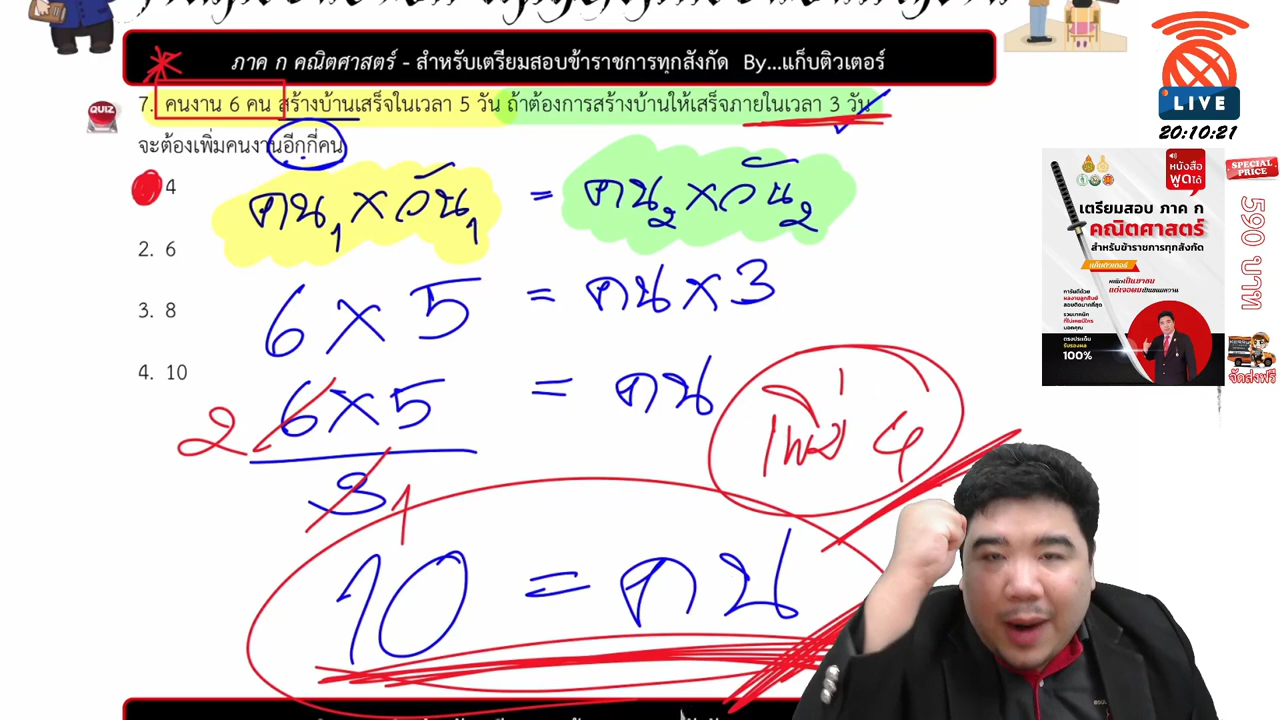 ภาค ก คณิตศาสตร์ - สำหรับเตรียมสอบข้าราชการทุกสังกัด By...แก็บติวเตอร์
LIVE
20:10:21
QUIZ
7. คนงาน 6 คน สร้างบ้านเสร็จในเวลา 5 วัน ถ้าต้องการสร้างบ้านให้เสร็จภายในเวลา 3 วัน
จะต้องเพิ่มคนงานอีกกี่คน
4
2. 6
3. 8
4. 10
คน1 × วัน1 = คน2 × วัน2
6 × 5 = คน × 3
2 6 × 5 = คน
3 1
เพิ่ม 4
10 = คน
หนังสือ
พูดได้
เตรียมสอบ ภาค ก
คณิตศาสตร์
สำหรับข้าราชการทุกสังกัด
100%
SPECIAL
PRICE
590 บาท
จัดส่งฟรี